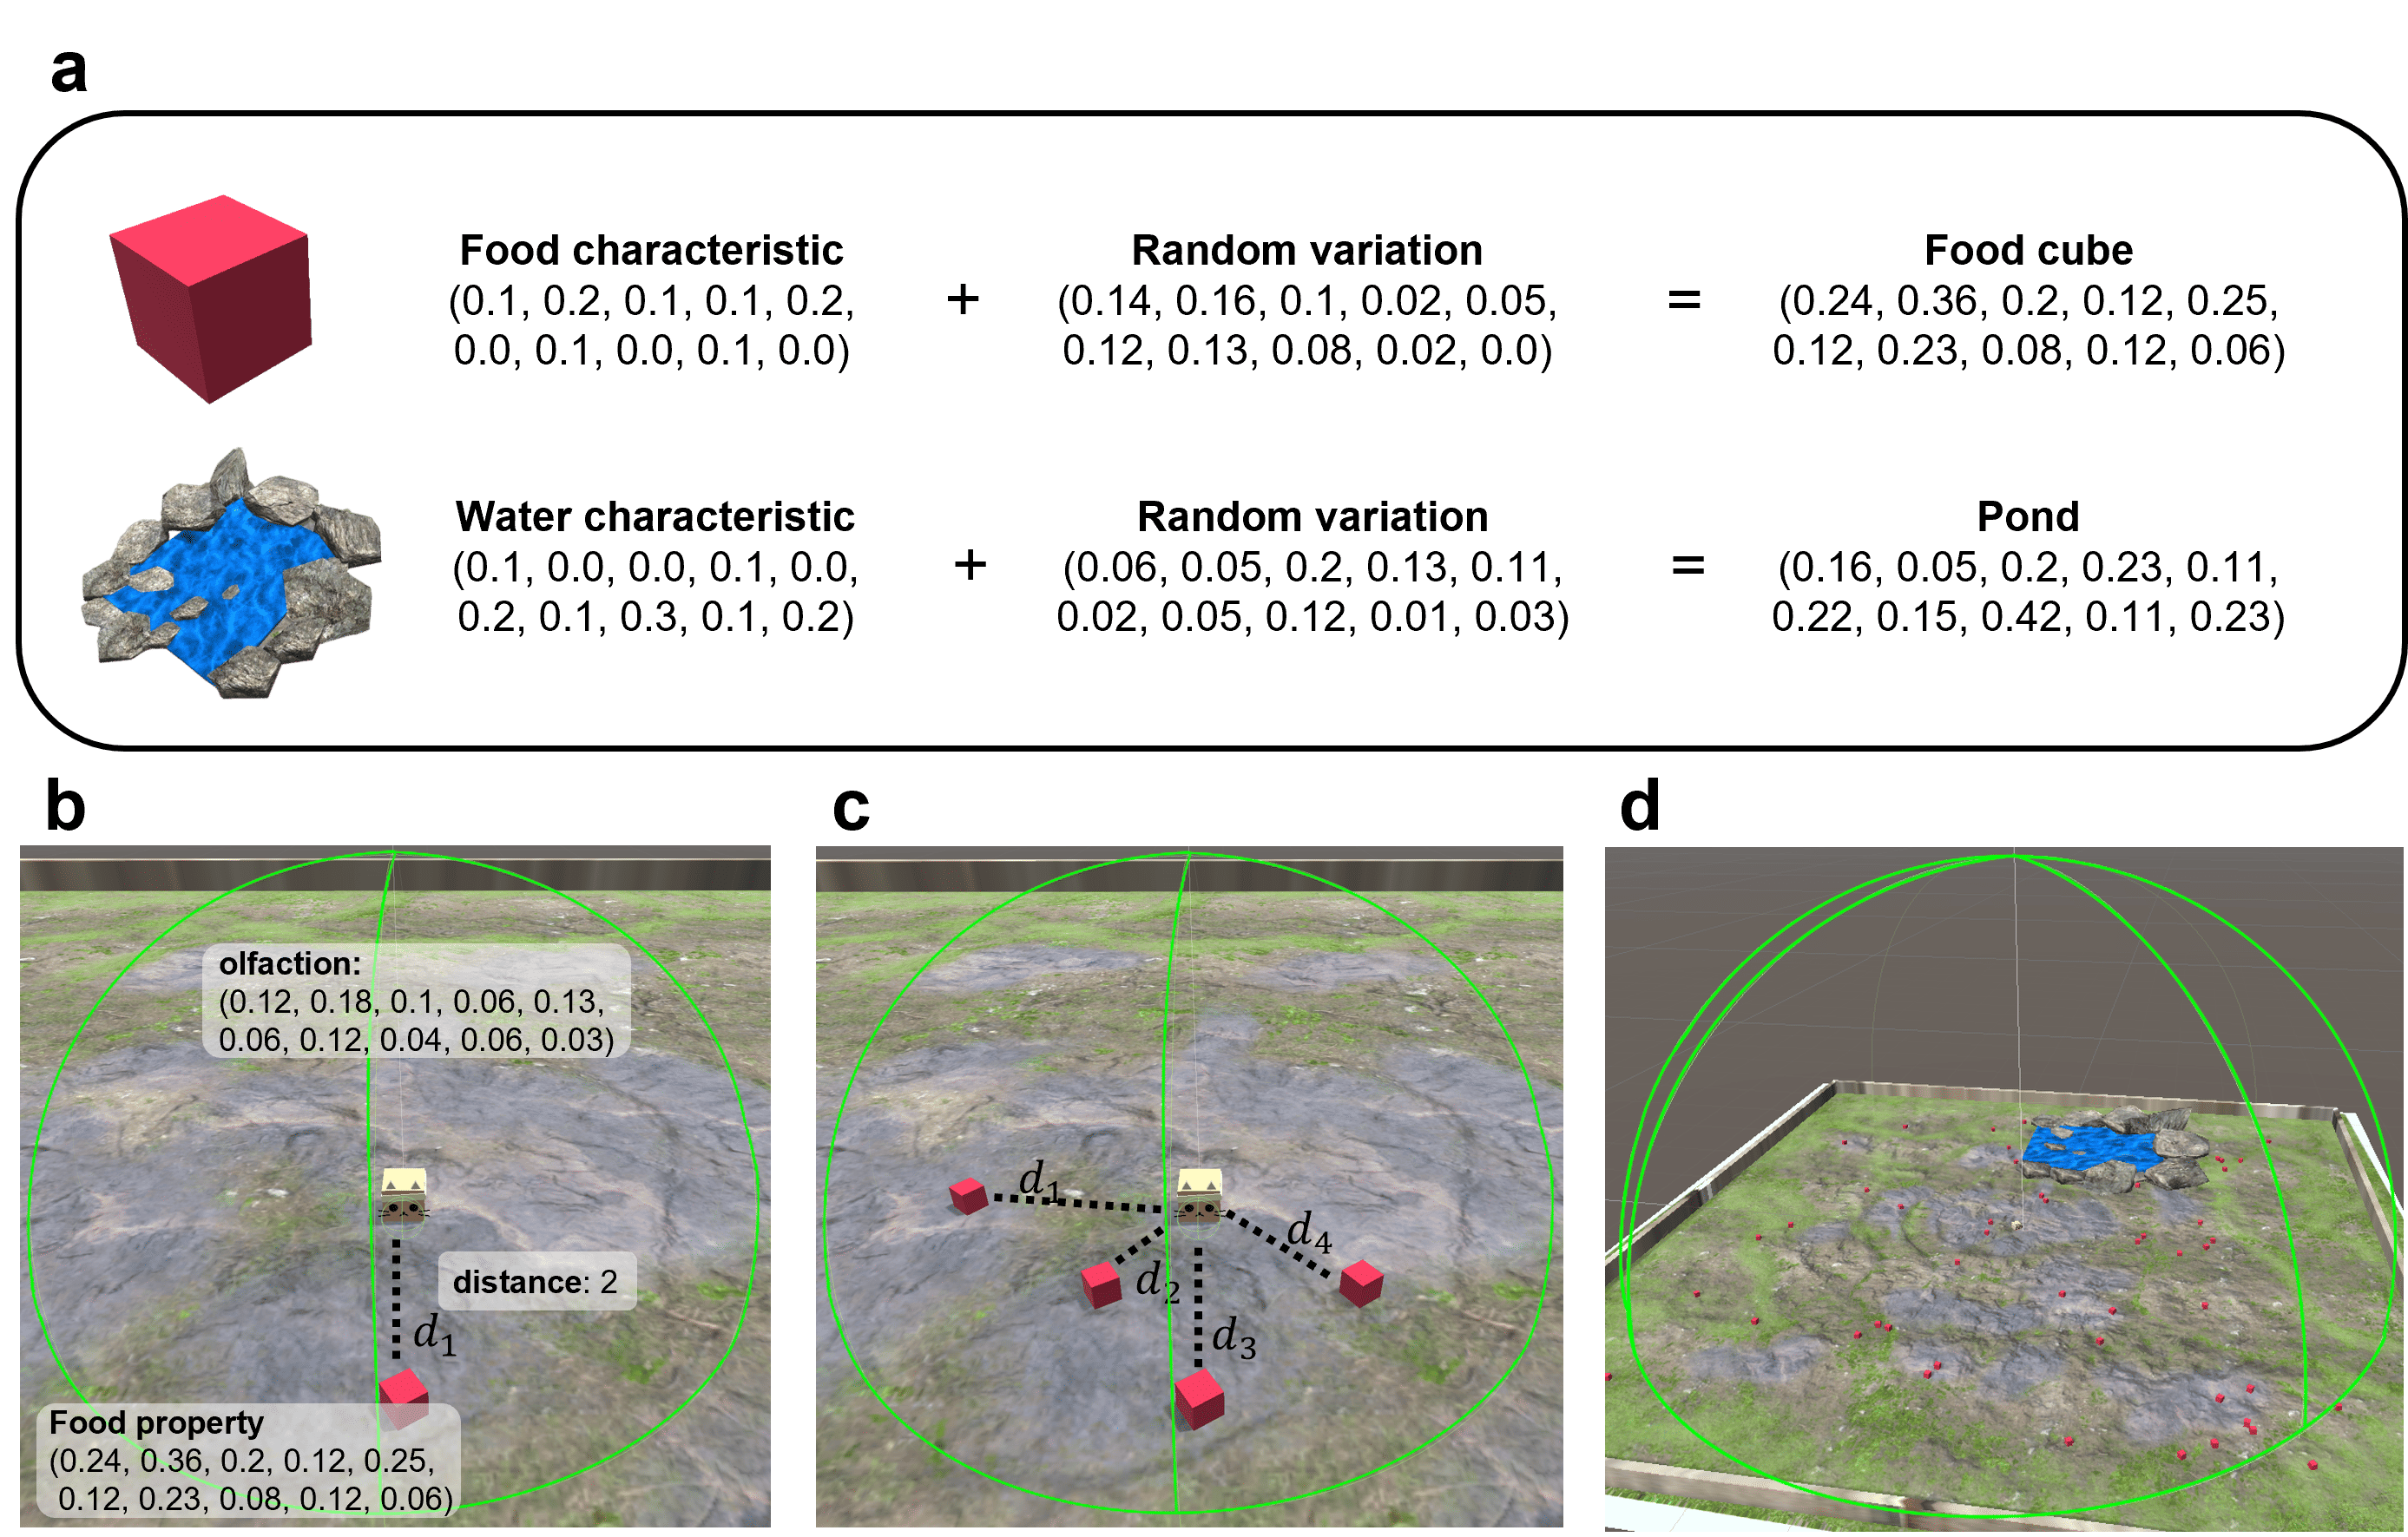 a
Food characteristic
(0.1, 0.2, 0.1, 0.1, 0.2,
0.0, 0.1, 0.0, 0.1, 0.0)
+
Random variation
(0.14, 0.16, 0.1, 0.02, 0.05,
0.12, 0.13, 0.08, 0.02, 0.0)
=
Food cube
(0.24, 0.36, 0.2, 0.12, 0.25,
0.12, 0.23, 0.08, 0.12, 0.06)
Water characteristic
(0.1, 0.0, 0.0, 0.1, 0.0,
0.2, 0.1, 0.3, 0.1, 0.2)
+
Random variation
(0.06, 0.05, 0.2, 0.13, 0.11,
0.02, 0.05, 0.12, 0.01, 0.03)
=
Pond
(0.16, 0.05, 0.2, 0.23, 0.11,
0.22, 0.15, 0.42, 0.11, 0.23)
b
olfaction:
(0.12, 0.18, 0.1, 0.06, 0.13,
0.06, 0.12, 0.04, 0.06, 0.03)
distance: 2
d₁
Food property
(0.24, 0.36, 0.2, 0.12, 0.25,
0.12, 0.23, 0.08, 0.12, 0.06)
c
d₁
d₂
d₃
d₄
d